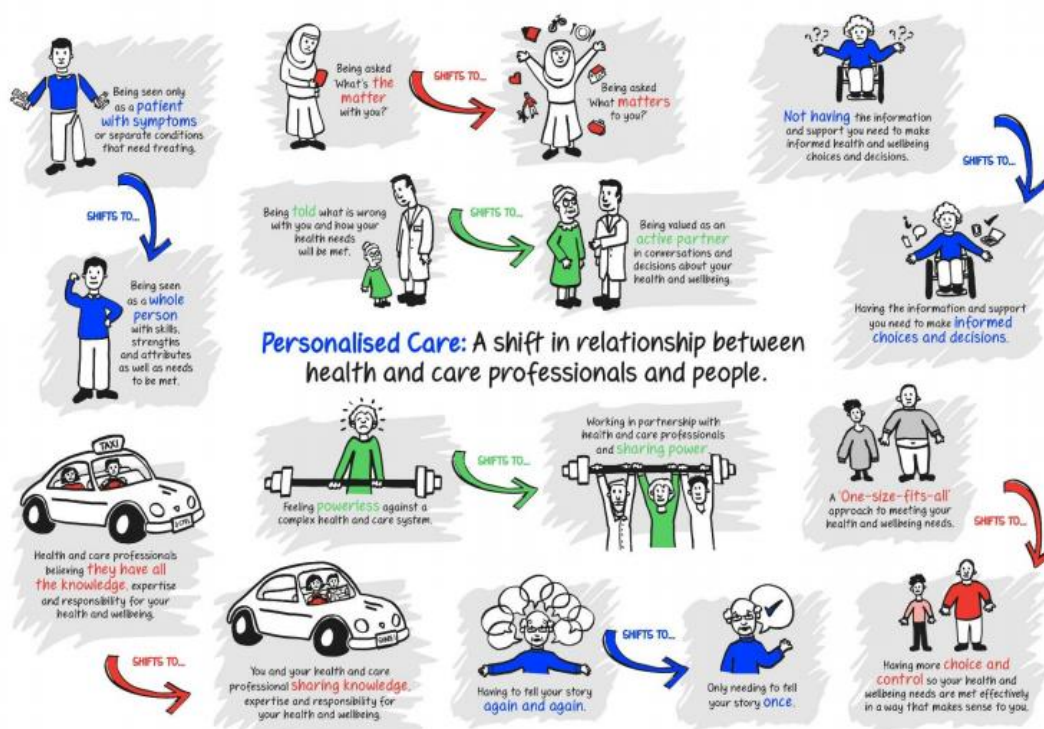 Being seen only
as a patient
with symptoms
or separate conditions
that need treating.
SHIFTS TO...
Being seen
as a whole
person
with skills,
strengths
and attributes
as well as needs
to be met.
Being asked
'What's the
matter
with you?'
SHIFTS TO...
Being asked
'What matters
to you?'
???
???
Not having the information
and support you need to make
informed health and wellbeing
choices and decisions.
SHIFTS TO...
Having the information and support
you need to make informed
choices and decisions.
Being told what is wrong
with you and how your
health needs
will be met.
SHIFTS TO...
Being valued as an
active partner
in conversations and
decisions about your
health and wellbeing.
Personalised Care: A shift in relationship between
health and care professionals and people.
TAXI
Health and care professionals
believing they have all
the knowledge, expertise
and responsibility for your
health and wellbeing.
SHIFTS TO...
You and your health and care
professional sharing knowledge,
expertise and responsibility for
your health and wellbeing.
Feeling powerless against a
complex health and care system.
SHIFTS TO...
Working in partnership with
health and care professionals
and sharing power.
Having to tell your story
again and again.
SHIFTS TO...
Only needing to tell
your story once.
A 'One-size-fits-all'
approach to meeting your
health and wellbeing needs.
SHIFTS TO...
Having more choice and
control so your health and
wellbeing needs are met effectively
in a way that makes sense to you.